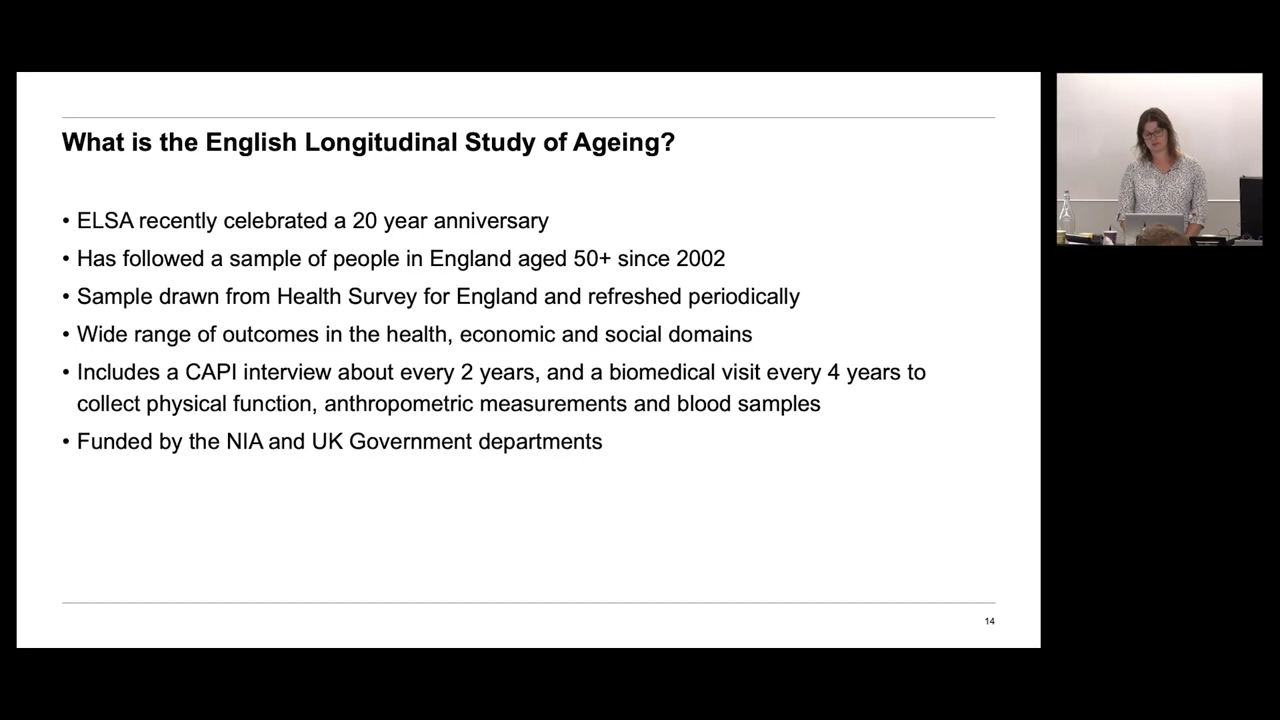 What is the English Longitudinal Study of Ageing?
• ELSA recently celebrated a 20 year anniversary
• Has followed a sample of people in England aged 50+ since 2002
• Sample drawn from Health Survey for England and refreshed periodically
• Wide range of outcomes in the health, economic and social domains
• Includes a CAPI interview about every 2 years, and a biomedical visit every 4 years to
collect physical function, anthropometric measurements and blood samples
• Funded by the NIA and UK Government departments
14